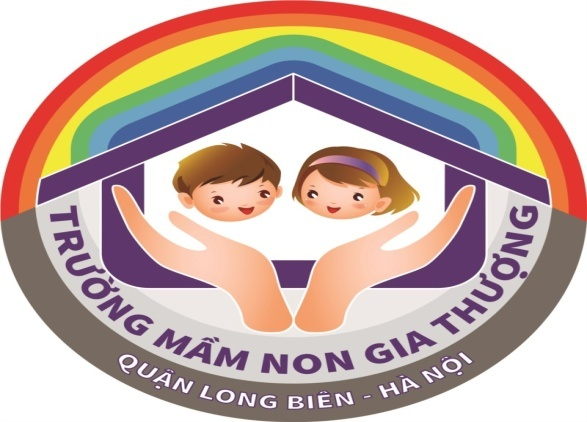 TRƯỜNG MẦM NON GIA THƯỢNG
QUẬN LONG BIÊN - HÀ NỘI